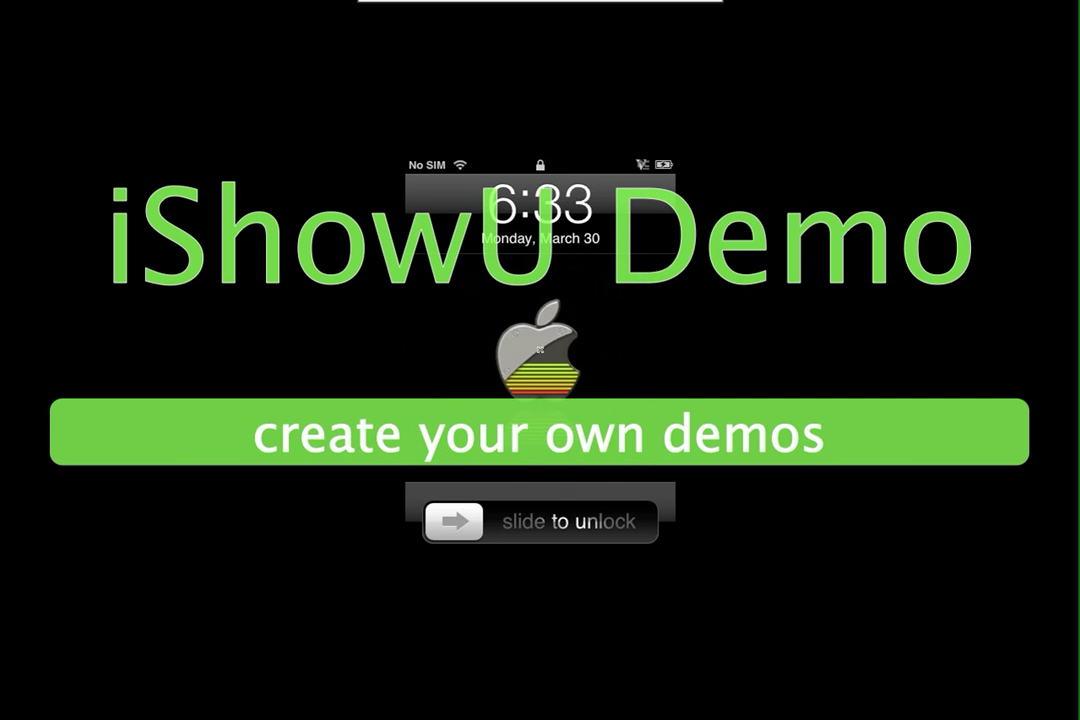 No SIM
6:33
iShowU Demo
Monday, March 30
create your own demos
slide to unlock